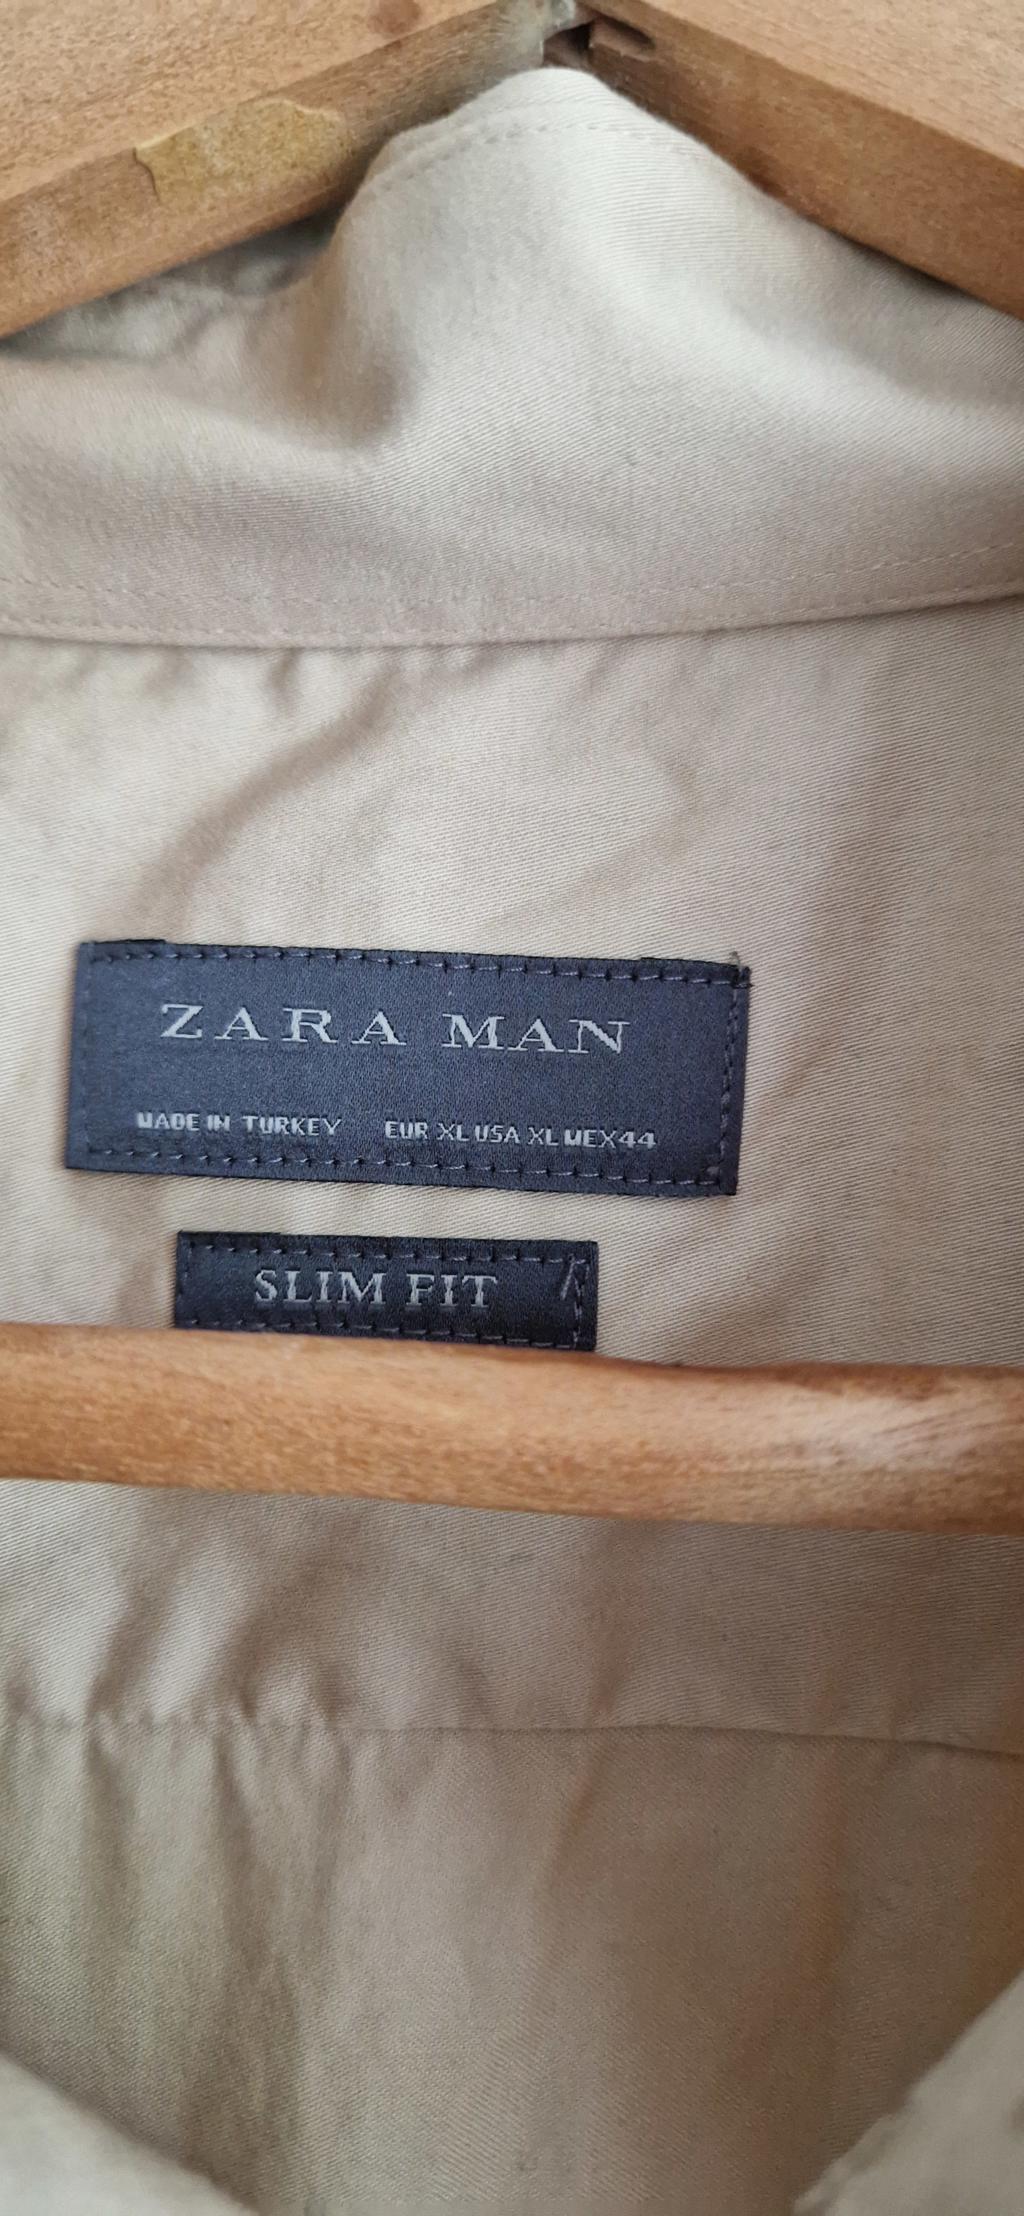 ZARA MAN
MADE IN TURKEY EUR XL USA XL MEX 44
SLIM FIT